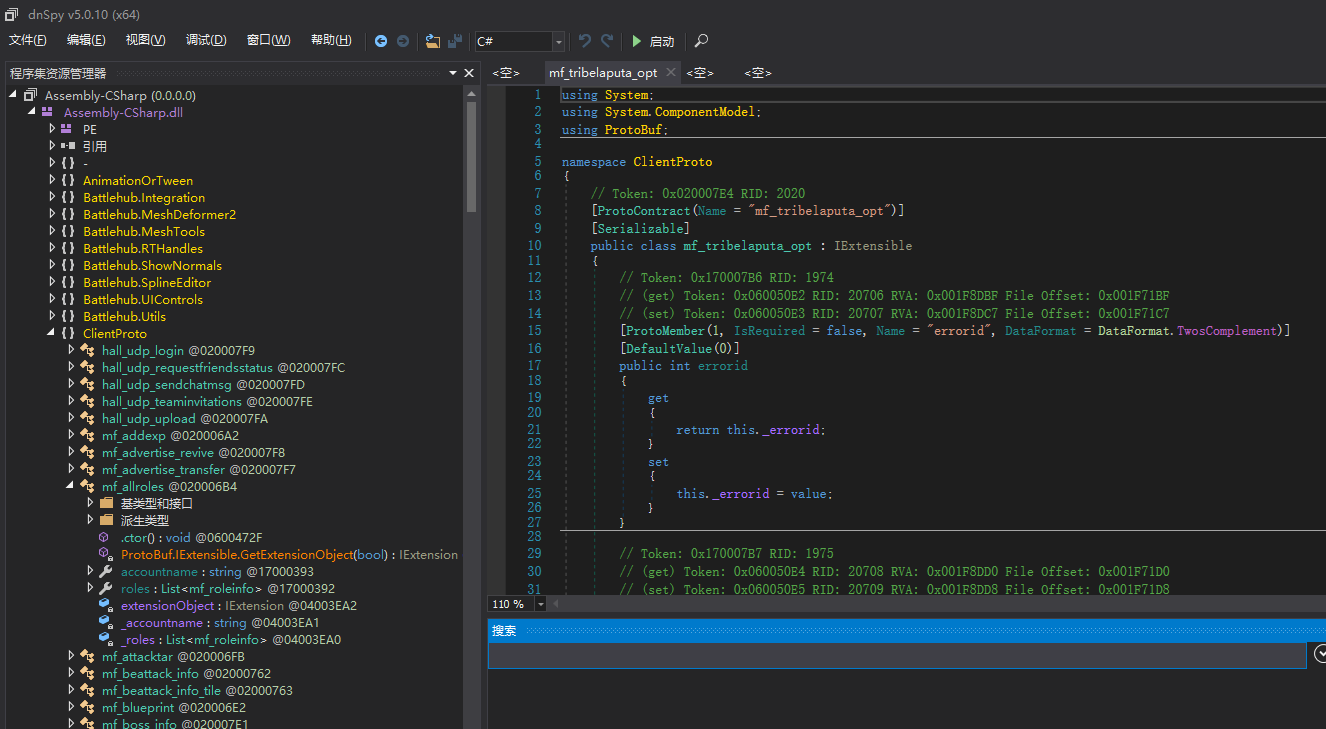 dnSpy v5.0.10 (x64)
文件(F) 编辑(E) 视图(V) 调试(D) 窗口(W) 帮助(H) C# 启动
程序集资源管理器
Assembly-CSharp (0.0.0.0)
Assembly-CSharp.dll
PE
引用
{ } -
{ } AnimationOrTween
{ } Battlehub.Integration
{ } Battlehub.MeshDeformer2
{ } Battlehub.MeshTools
{ } Battlehub.RTHandles
{ } Battlehub.ShowNormals
{ } Battlehub.SplineEditor
{ } Battlehub.UIControls
{ } Battlehub.Utils
{ } ClientProto
hall_udp_login @020007F9
hall_udp_requestfriendsstatus @020007FC
hall_udp_sendchatmsg @020007FD
hall_udp_teaminvitations @020007FE
hall_udp_upload @020007FA
mf_addexp @020006A2
mf_advertise_revive @020007F8
mf_advertise_transfer @020007F7
mf_allroles @020006B4
基类型和接口
派生类型
.ctor() : void @0600472F
ProtoBuf.IExtensible.GetExtensionObject(bool) : IExtension
accountname : string @17000393
roles : List<mf_roleinfo> @17000392
extensionObject : IExtension @04003EA2
_accountname : string @04003EA1
_roles : List<mf_roleinfo> @04003EA0
mf_attacktar @020006FB
mf_beattack_info @02000762
mf_beattack_info_tile @02000763
mf_blueprint @020006E2
mf_boss_info @020007E1
<空> mf_tribelaputa_opt <空> <空>
1 using System;
2 using System.ComponentModel;
3 using ProtoBuf;
4
5 namespace ClientProto
6 {
7 // Token: 0x020007E4 RID: 2020
8 [ProtoContract(Name = "mf_tribelaputa_opt")]
9 [Serializable]
10 public class mf_tribelaputa_opt : IExtensible
11 {
12 // Token: 0x170007B6 RID: 1974
13 // (get) Token: 0x060050E2 RID: 20706 RVA: 0x001F8DBF File Offset: 0x001F71BF
14 // (set) Token: 0x060050E3 RID: 20707 RVA: 0x001F8DC7 File Offset: 0x001F71C7
15 [ProtoMember(1, IsRequired = false, Name = "errorid", DataFormat = DataFormat.TwosComplement)]
16 [DefaultValue(0)]
17 public int errorid
18 {
19 get
20 {
21 return this._errorid;
22 }
23 set
24 {
25 this._errorid = value;
26 }
27 }
28
29 // Token: 0x170007B7 RID: 1975
30 // (get) Token: 0x060050E4 RID: 20708 RVA: 0x001F8DD0 File Offset: 0x001F71D0
31 // (set) Token: 0x060050E5 RID: 20709 RVA: 0x001F8DD8 File Offset: 0x001F71D8
110 %
搜索